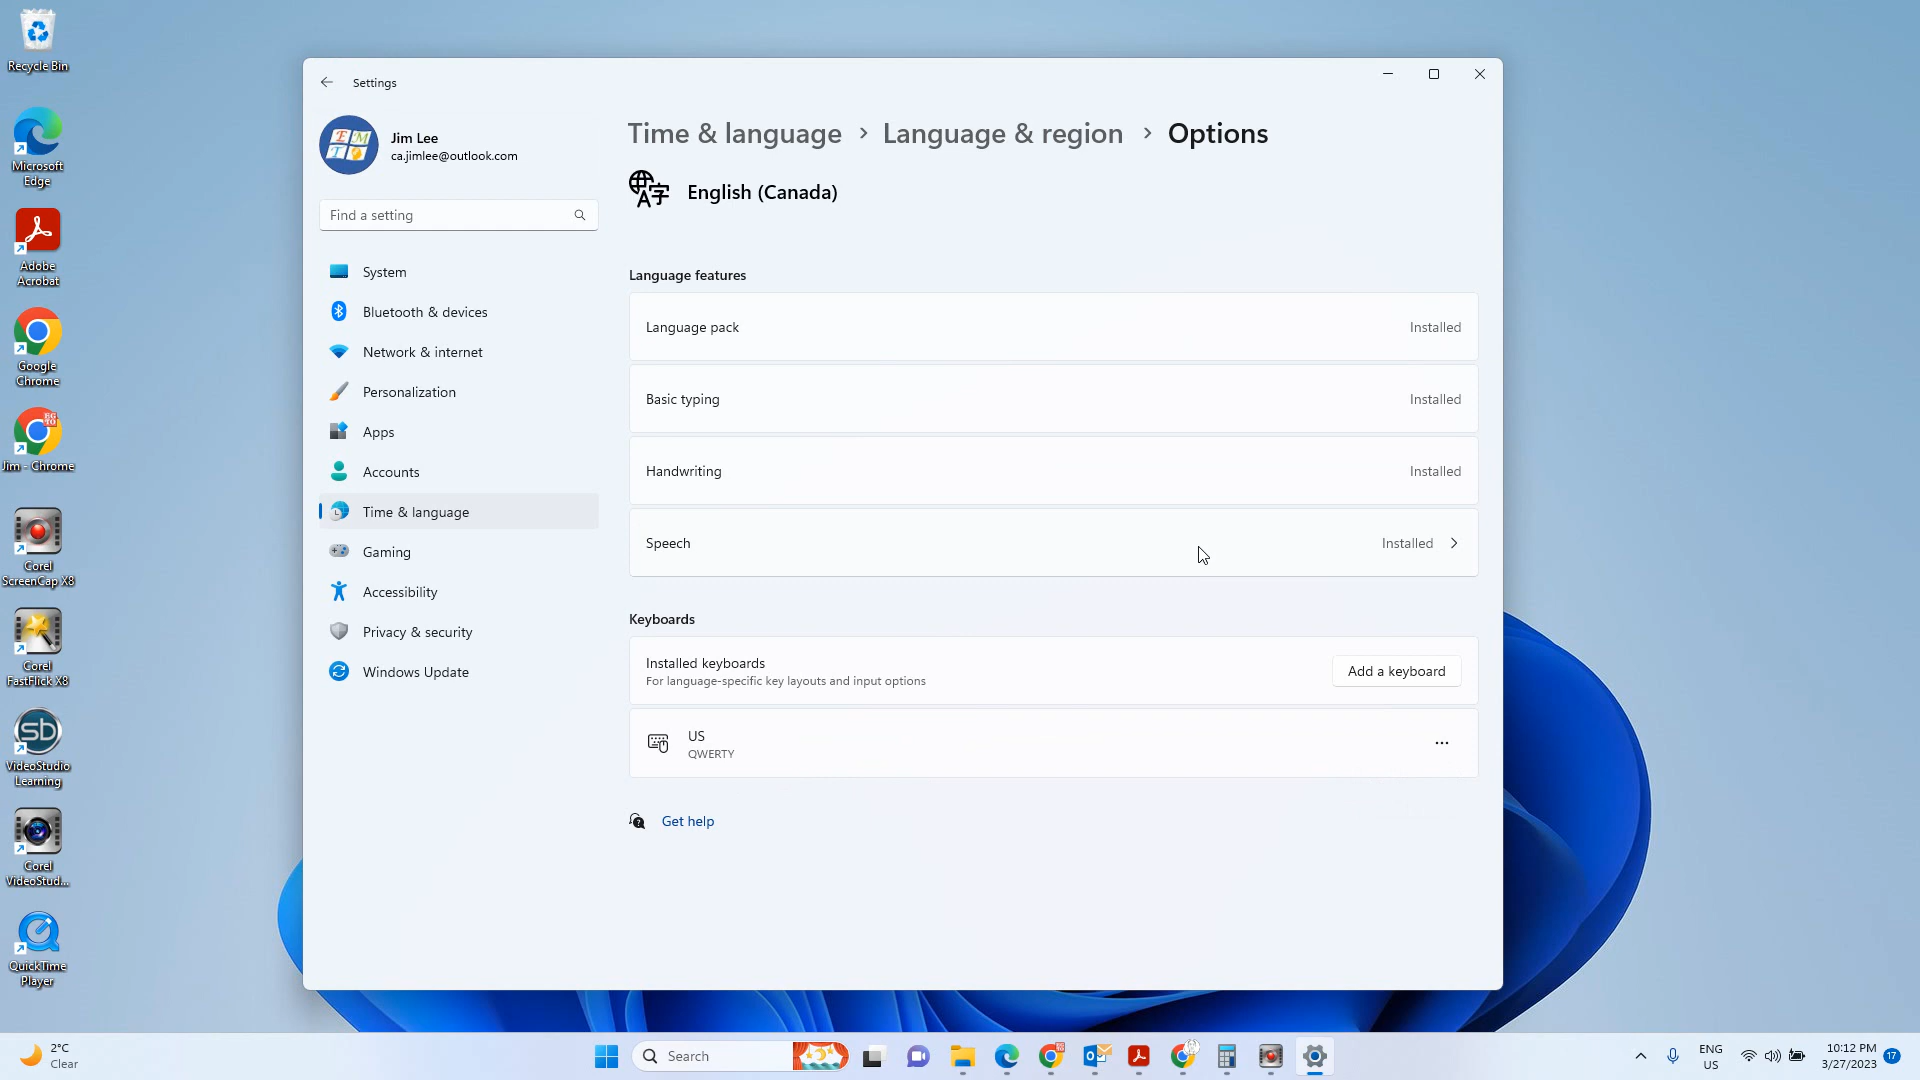 Recycle Bin
Microsoft
Edge
Adobe
Acrobat
Google
Chrome
EG
TO
Jim - Chrome
Corel
ScreenCap X8
Corel
FastFlick X8
sb
VideoStudio
Learning
Corel
VideoStud...
QuickTime
Player
Settings
E M
T
Jim Lee
ca.jimlee@outlook.com
Find a setting
System
Bluetooth & devices
Network & internet
Personalization
Apps
Accounts
Time & language
Gaming
Accessibility
Privacy & security
Windows Update
Time & language > Language & region > Options
A字
English (Canada)
Language features
Language pack Installed
Basic typing Installed
Handwriting Installed
Speech Installed
Keyboards
Installed keyboards
For language-specific key layouts and input options
Add a keyboard
US
QWERTY
Get help
2°C
Clear
Search
ENG
US
10:12 PM
3/27/2023
17